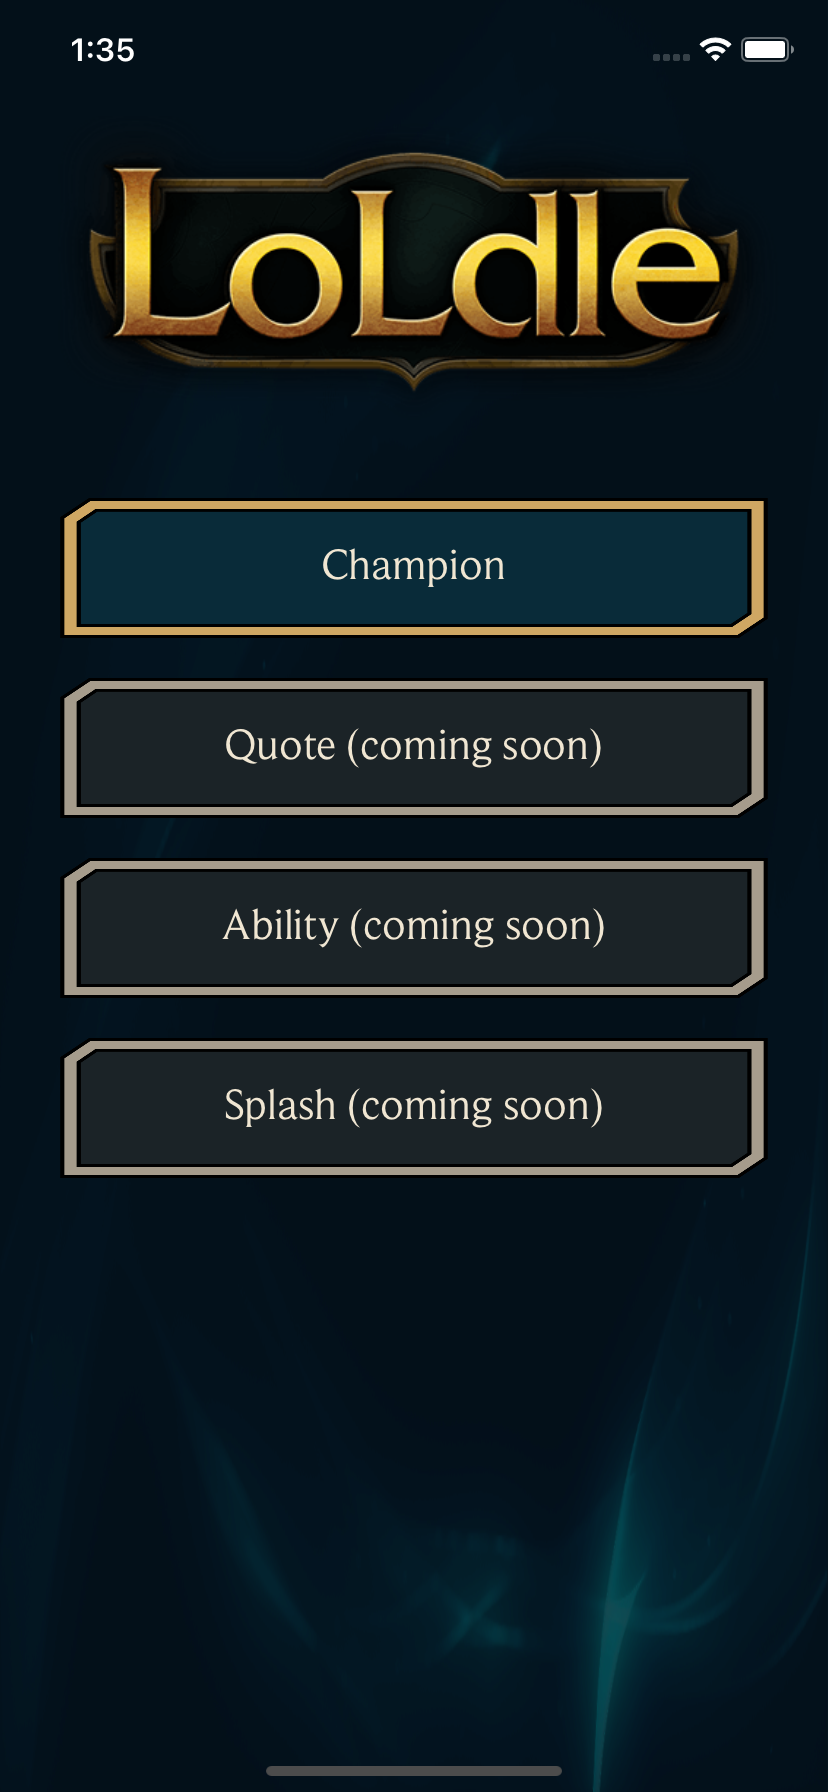 1:35
LoLdle
Champion
Quote (coming soon)
Ability (coming soon)
Splash (coming soon)